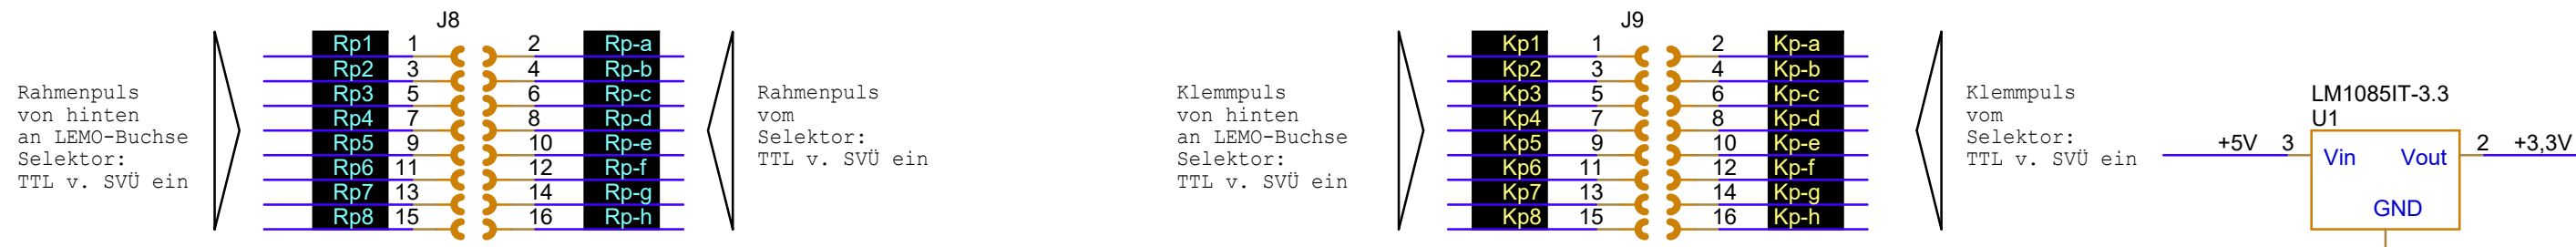 J8
Rp1 1 2 Rp-a
Rp2 3 4 Rp-b
Rp3 5 6 Rp-c
Rp4 7 8 Rp-d
Rp5 9 10 Rp-e
Rp6 11 12 Rp-f
Rp7 13 14 Rp-g
Rp8 15 16 Rp-h
Rahmenpuls
von hinten
an LEMO-Buchse
Selektor:
TTL v. SVÜ ein
Rahmenpuls
vom
Selektor:
TTL v. SVÜ ein
J9
Kp1 1 2 Kp-a
Kp2 3 4 Kp-b
Kp3 5 6 Kp-c
Kp4 7 8 Kp-d
Kp5 9 10 Kp-e
Kp6 11 12 Kp-f
Kp7 13 14 Kp-g
Kp8 15 16 Kp-h
Klemmpuls
von hinten
an LEMO-Buchse
Selektor:
TTL v. SVÜ ein
Klemmpuls
vom
Selektor:
TTL v. SVÜ ein
LM1085IT-3.3
U1
+5V 3 Vin Vout 2 +3,3V
GND